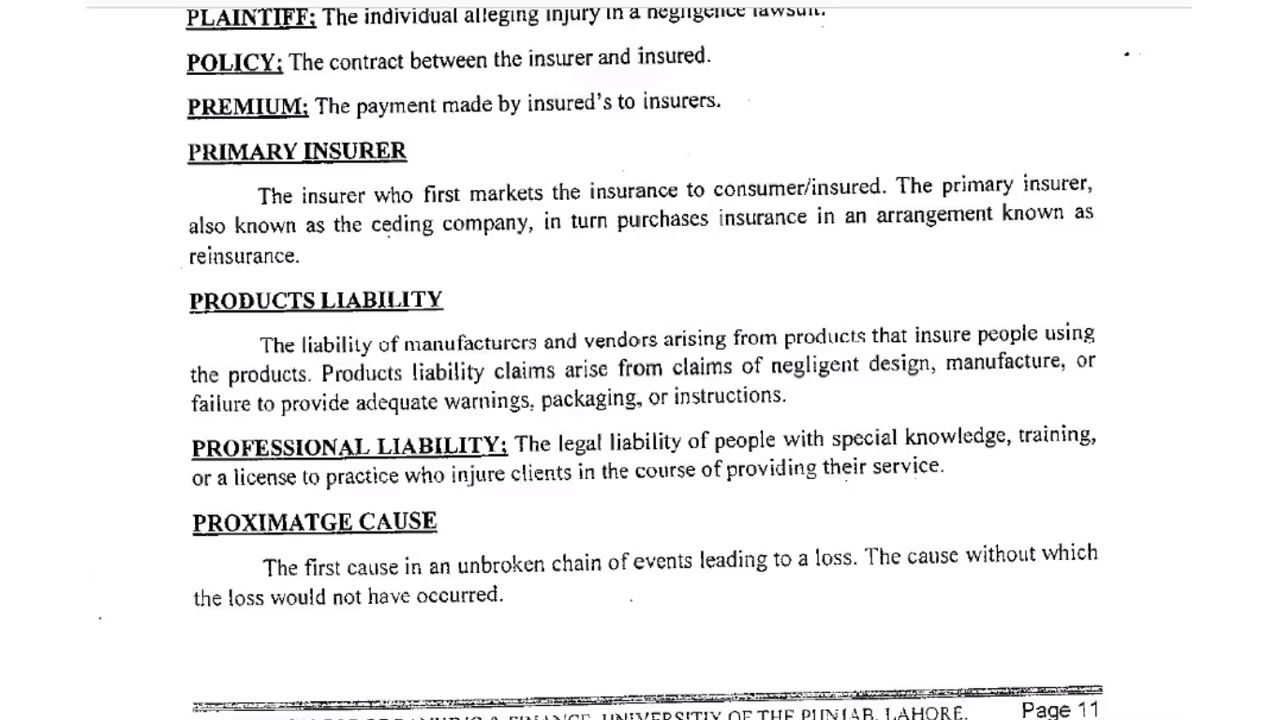 PLAINTIFF; The individual alleging injury in a negligence lawsuit.
POLICY; The contract between the insurer and insured.
PREMIUM; The payment made by insured's to insurers.
PRIMARY INSURER
The insurer who first markets the insurance to consumer/insured. The primary insurer,
also known as the ceding company, in turn purchases insurance in an arrangement known as
reinsurance.
PRODUCTS LIABILITY
The liability of manufacturers and vendors arising from products that insure people using
the products. Products liability claims arise from claims of negligent design, manufacture, or
failure to provide adequate warnings, packaging, or instructions.
PROFESSIONAL LIABILITY; The legal liability of people with special knowledge, training,
or a license to practice who injure clients in the course of providing their service.
PROXIMATGE CAUSE
The first cause in an unbroken chain of events leading to a loss. The cause without which
the loss would not have occurred.
& FINANCE, UNIVERSITIY OF THE PUNJAB, LAHORE. Page 11